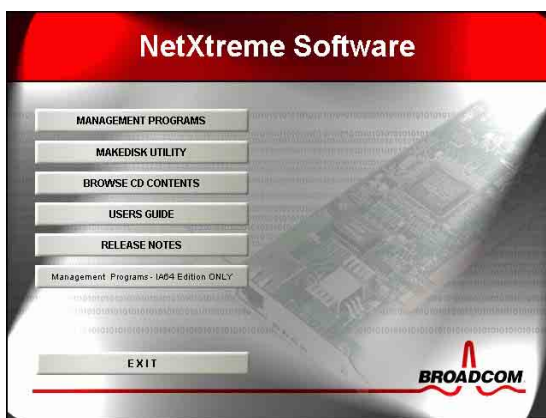 NetXtreme Software
MANAGEMENT PROGRAMS
MAKEDISK UTILITY
BROWSE CD CONTENTS
USERS GUIDE
RELEASE NOTES
Management Programs - IA64 Edition ONLY
EXIT
BROADCOM